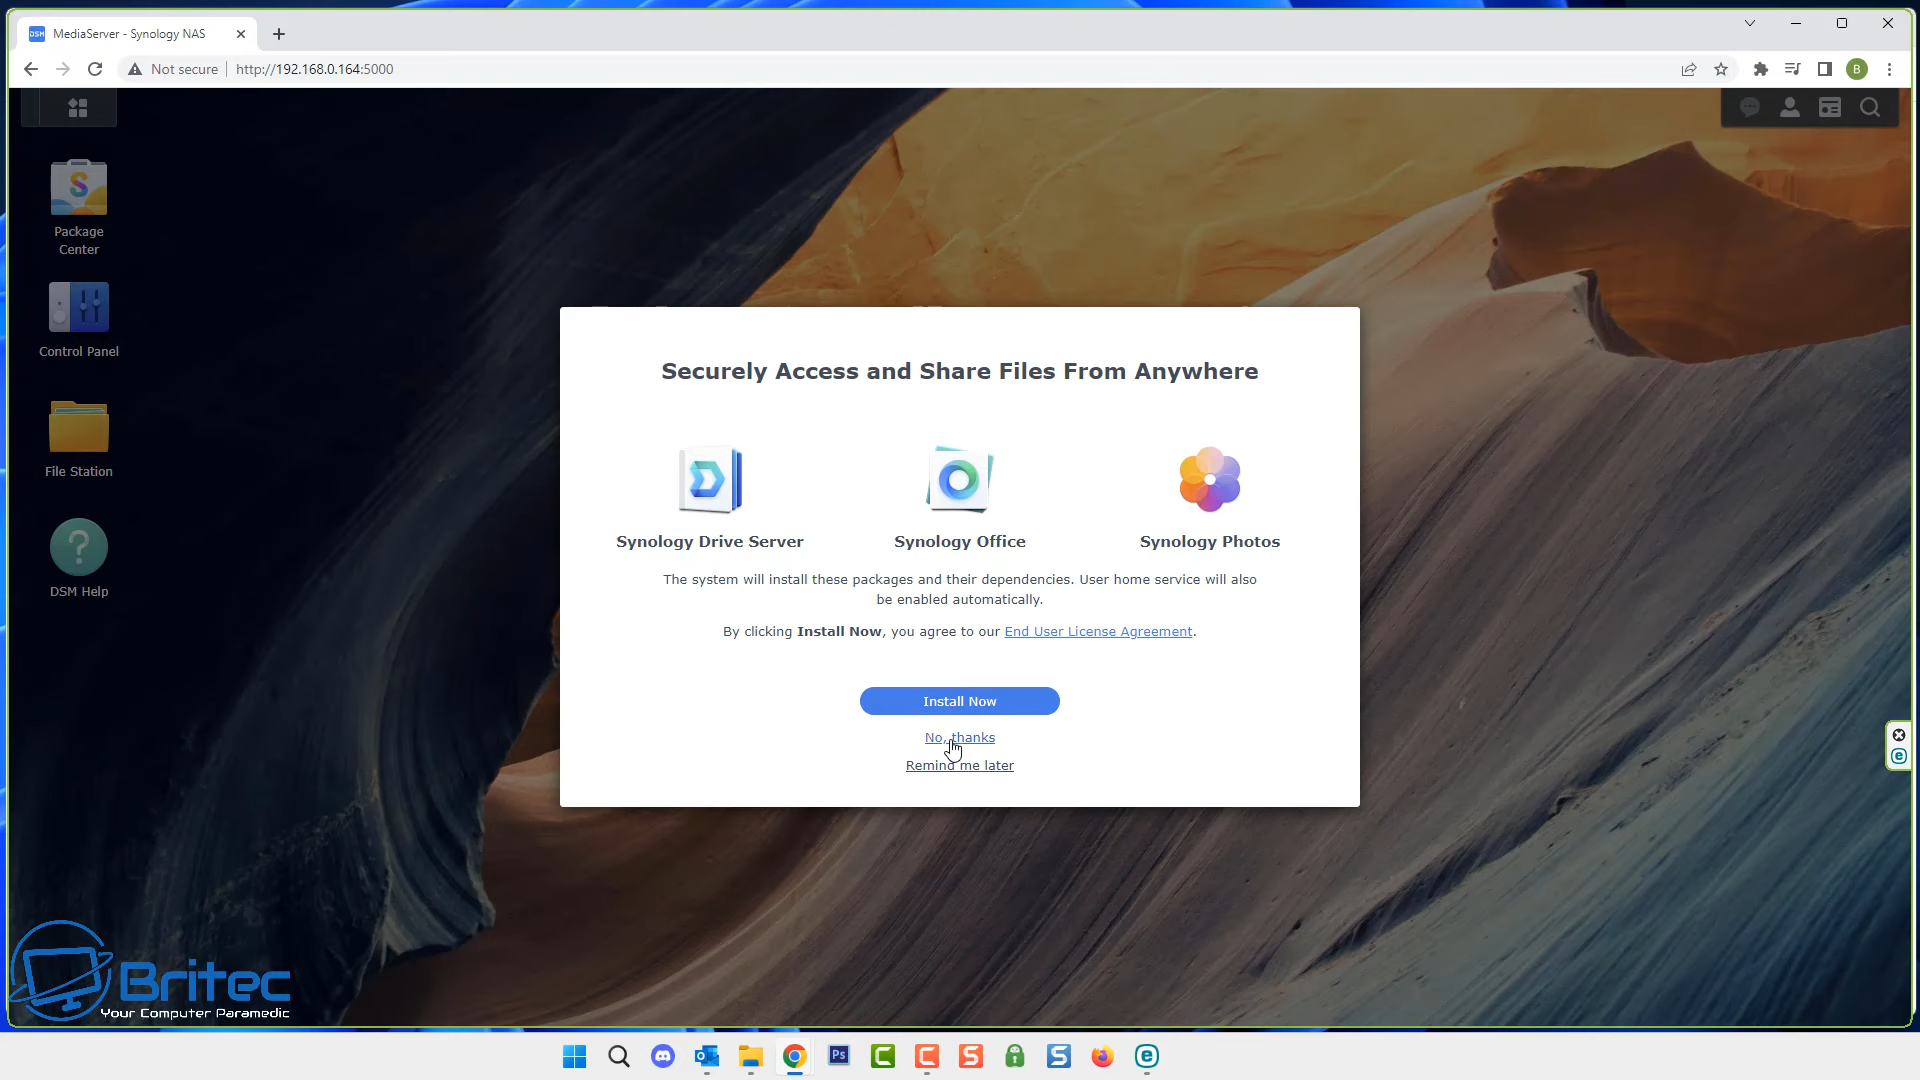 MediaServer - Synology NAS
Not secure
http://192.168.0.164:5000
B
Package
Center
Control Panel
File Station
DSM Help
Securely Access and Share Files From Anywhere
Synology Drive Server
Synology Office
Synology Photos
The system will install these packages and their dependencies. User home service will also
be enabled automatically.
By clicking Install Now, you agree to our End User License Agreement.
Install Now
No, thanks
Remind me later
Britec
Your Computer Paramedic
Ps